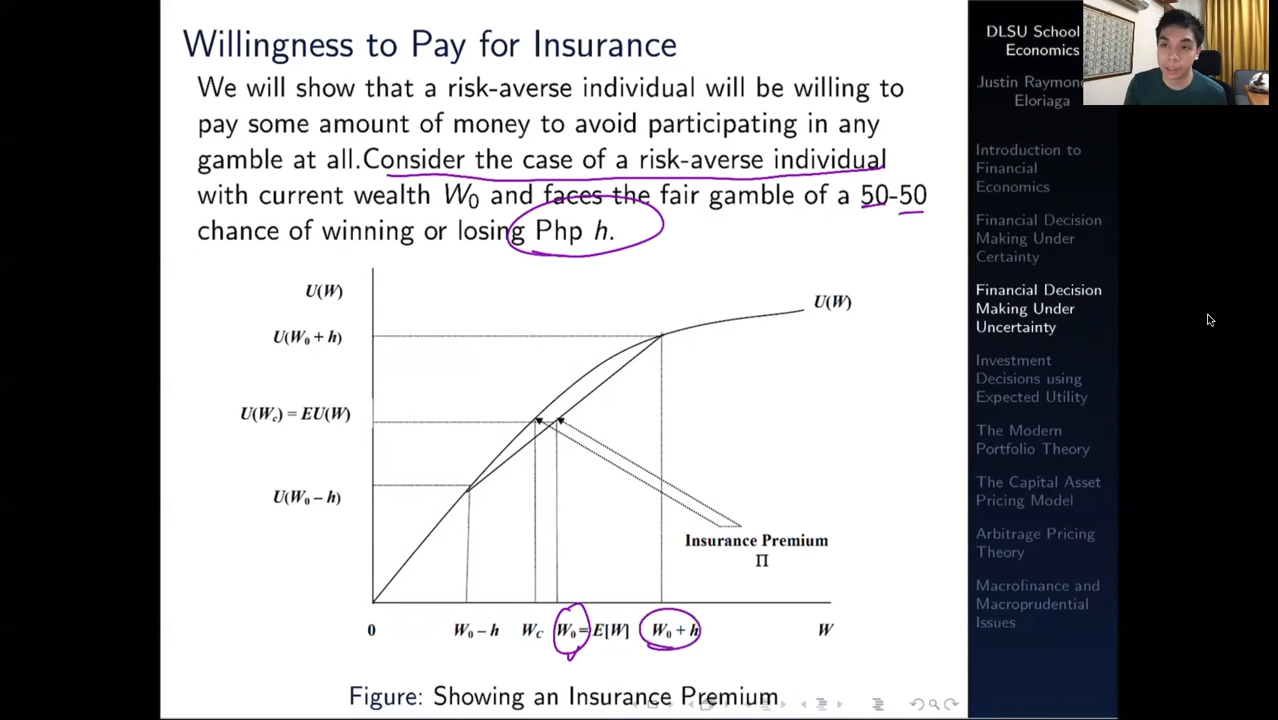 Willingness to Pay for Insurance
We will show that a risk-averse individual will be willing to
pay some amount of money to avoid participating in any
gamble at all.Consider the case of a risk-averse individual
with current wealth W₀ and faces the fair gamble of a 50-50
chance of winning or losing Php h.
U(W)
U(W)
U(W₀ + h)
U(W꜀) = EU(W)
U(W₀ – h)
Insurance Premium
Π
0
W₀ – h
W_C
W₀ = E[W]
W₀ + h
W
Figure: Showing an Insurance Premium
DLSU School
Economics
Justin Raymon
Eloriaga
Introduction to
Financial
Economics
Financial Decision
Making Under
Certainty
Financial Decision
Making Under
Uncertainty
Investment
Decisions using
Expected Utility
The Modern
Portfolio Theory
The Capital Asset
Pricing Model
Arbitrage Pricing
Theory
Macrofinance and
Macroprudential
Issues